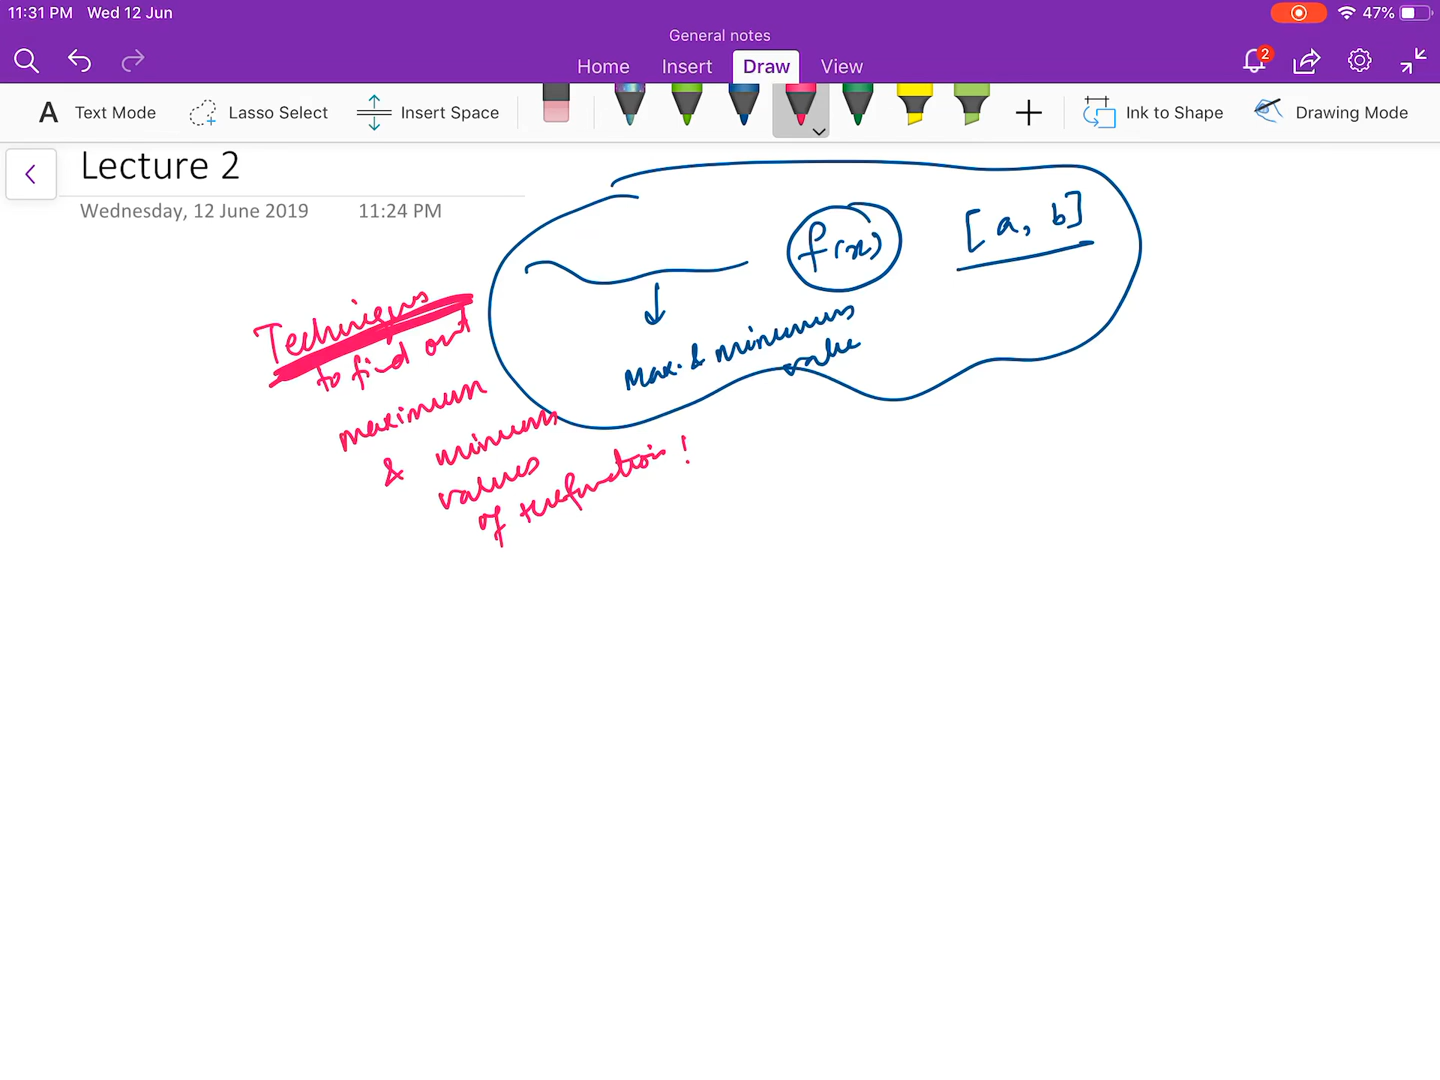 11:31 PM Wed 12 Jun 47%
General notes
Home Insert Draw View 2
A Text Mode Lasso Select Insert Space Ink to Shape Drawing Mode
Lecture 2
Wednesday, 12 June 2019 11:24 PM
f(x) [a, b]
Max. & minimum
value
Techniques
to find out
maximum
& minimum
values
of the function !